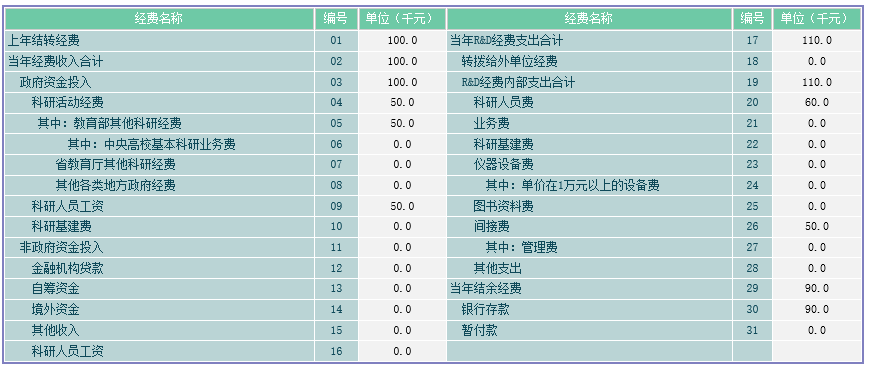 经费名称 编号 单位（千元） 经费名称 编号 单位（千元）
上年结转经费 01 100.0 当年R&D经费支出合计 17 110.0
当年经费收入合计 02 100.0 转拨给外单位经费 18 0.0
政府资金投入 03 100.0 R&D经费内部支出合计 19 110.0
科研活动经费 04 50.0 科研人员费 20 60.0
其中：教育部其他科研经费 05 50.0 业务费 21 0.0
其中：中央高校基本科研业务费 06 0.0 科研基建费 22 0.0
省教育厅其他科研经费 07 0.0 仪器设备费 23 0.0
其他各类地方政府经费 08 0.0 其中：单价在1万元以上的设备费 24 0.0
科研人员工资 09 50.0 图书资料费 25 0.0
科研基建费 10 0.0 间接费 26 50.0
非政府资金投入 11 0.0 其中：管理费 27 0.0
金融机构贷款 12 0.0 其他支出 28 0.0
自筹资金 13 0.0 当年结余经费 29 90.0
境外资金 14 0.0 银行存款 30 90.0
其他收入 15 0.0 暂付款 31 0.0
科研人员工资 16 0.0